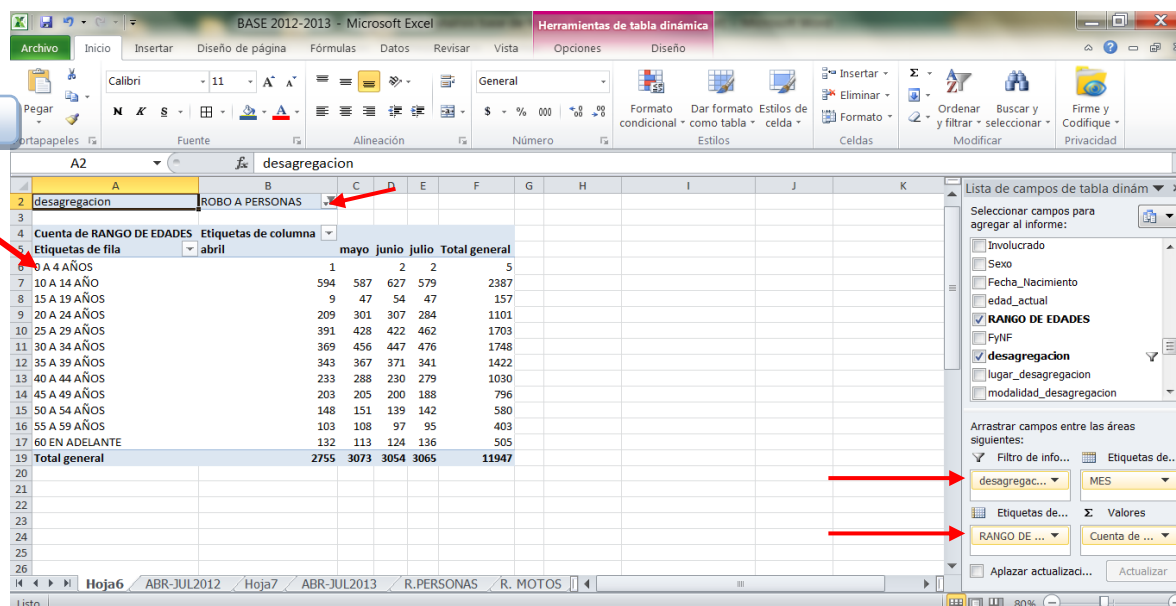 BASE 2012-2013 - Microsoft Excel
Herramientas de tabla dinámica
Archivo Inicio Insertar Diseño de página Fórmulas Datos Revisar Vista Opciones Diseño
Pegar
Calibri 11 A A
General
N K S A
$ % 000
Formato condicional
Dar formato como tabla
Estilos de celda
Insertar
Eliminar
Formato
Σ
Ordenar y filtrar
Buscar y seleccionar
Firme y Codifique
Fuente Alineación Número Estilos Celdas Modificar Privacidad
A2 fx desagregacion
A B C D E F G H I J K
2 desagregacion ROBO A PERSONAS
3
4 Cuenta de RANGO DE EDADES Etiquetas de columna
5 Etiquetas de fila abril mayo junio julio Total general
6 0 A 4 AÑOS 1 2 2 5
7 10 A 14 AÑO 594 587 627 579 2387
8 15 A 19 AÑOS 9 47 54 47 157
9 20 A 24 AÑOS 209 301 307 284 1101
10 25 A 29 AÑOS 391 428 422 462 1703
11 30 A 34 AÑOS 369 456 447 476 1748
12 35 A 39 AÑOS 343 367 371 341 1422
13 40 A 44 AÑOS 233 288 230 279 1030
14 45 A 49 AÑOS 203 205 200 188 796
15 50 A 54 AÑOS 148 151 139 142 580
16 55 A 59 AÑOS 103 108 97 95 403
17 60 EN ADELANTE 132 113 124 136 505
19 Total general 2755 3073 3054 3065 11947
20
21
22
23
24
25
26
Lista de campos de tabla dinám
Seleccionar campos para
agregar al informe:
Involucrado
Sexo
Fecha_Nacimiento
edad_actual
RANGO DE EDADES
FyNF
desagregacion
lugar_desagregacion
modalidad_desagregacion
Arrastrar campos entre las áreas
siguientes:
Filtro de info... Etiquetas de...
desagregac... MES
Etiquetas de... Σ Valores
RANGO DE ... Cuenta de ...
Aplazar actualizaci... Actualizar
Hoja6 ABR-JUL2012 Hoja7 ABR-JUL2013 R.PERSONAS R. MOTOS
Listo 80%